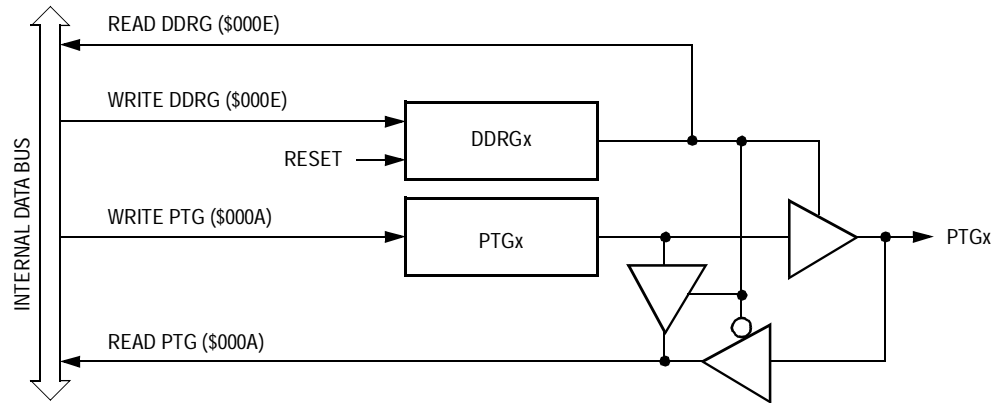 READ DDRG ($000E)
WRITE DDRG ($000E)
DDRGx
RESET
INTERNAL DATA BUS
WRITE PTG ($000A)
PTGx
PTGx
READ PTG ($000A)